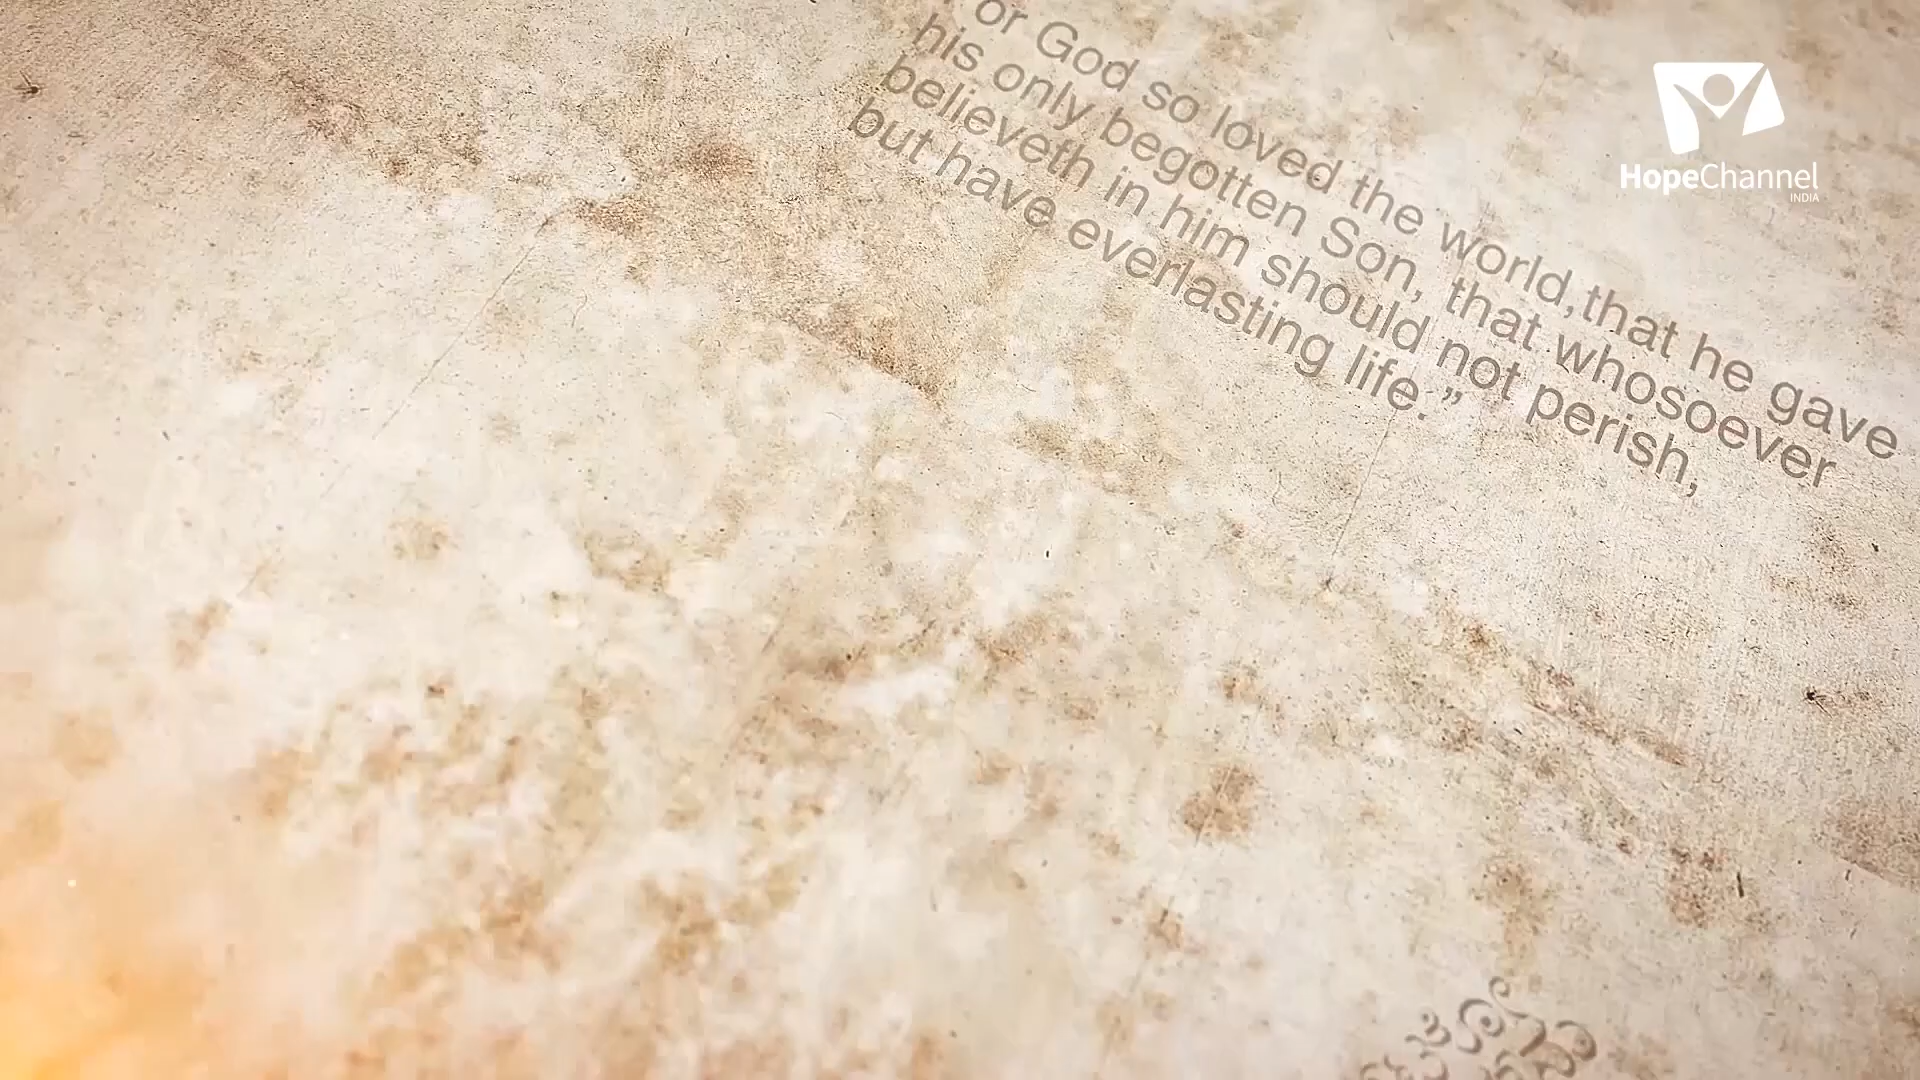 or God so loved the world,that he gave
his only begotten Son, that whosoever
believeth in him should not perish,
but have everlasting life.”
HopeChannel
INDIA